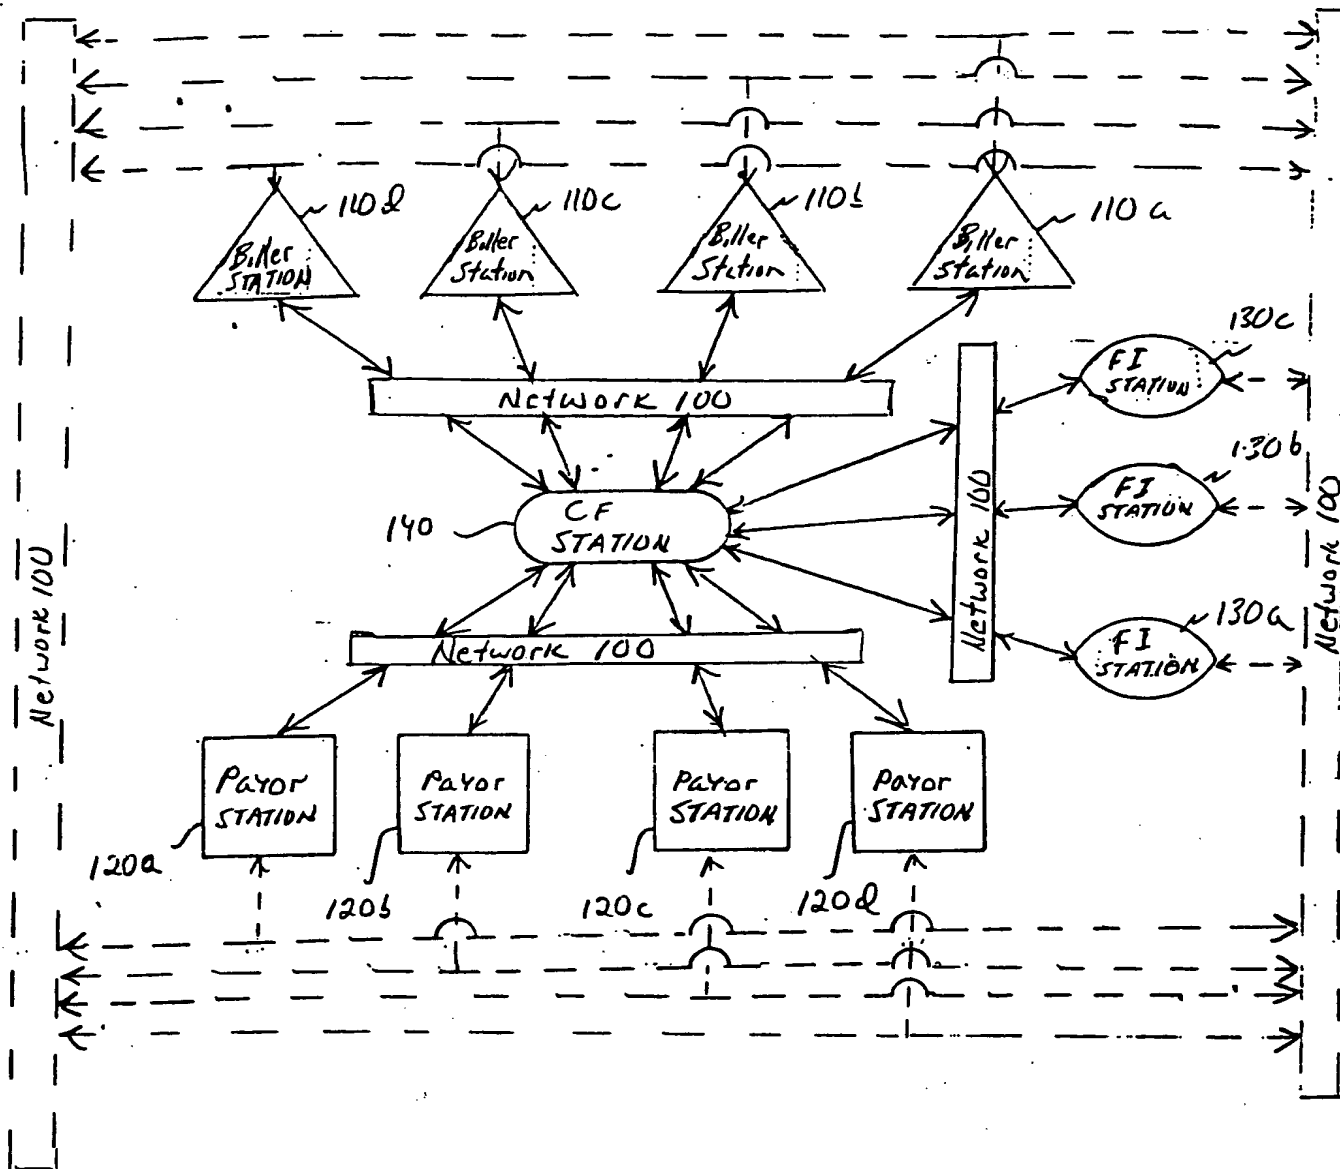 110d
110c
110b
110a
Biller
STATION
Biller
Station
Biller
Station
Biller
Station
130c
FI
STATION
Network 100
130b
FI
STATION
Network 100
140
CF
STATION
Network 100
Network 100
Network 100
130a
FI
STATION
Network 100
Payor
STATION
Payor
STATION
Payor
STATION
Payor
STATION
120a
120b
120c
120d